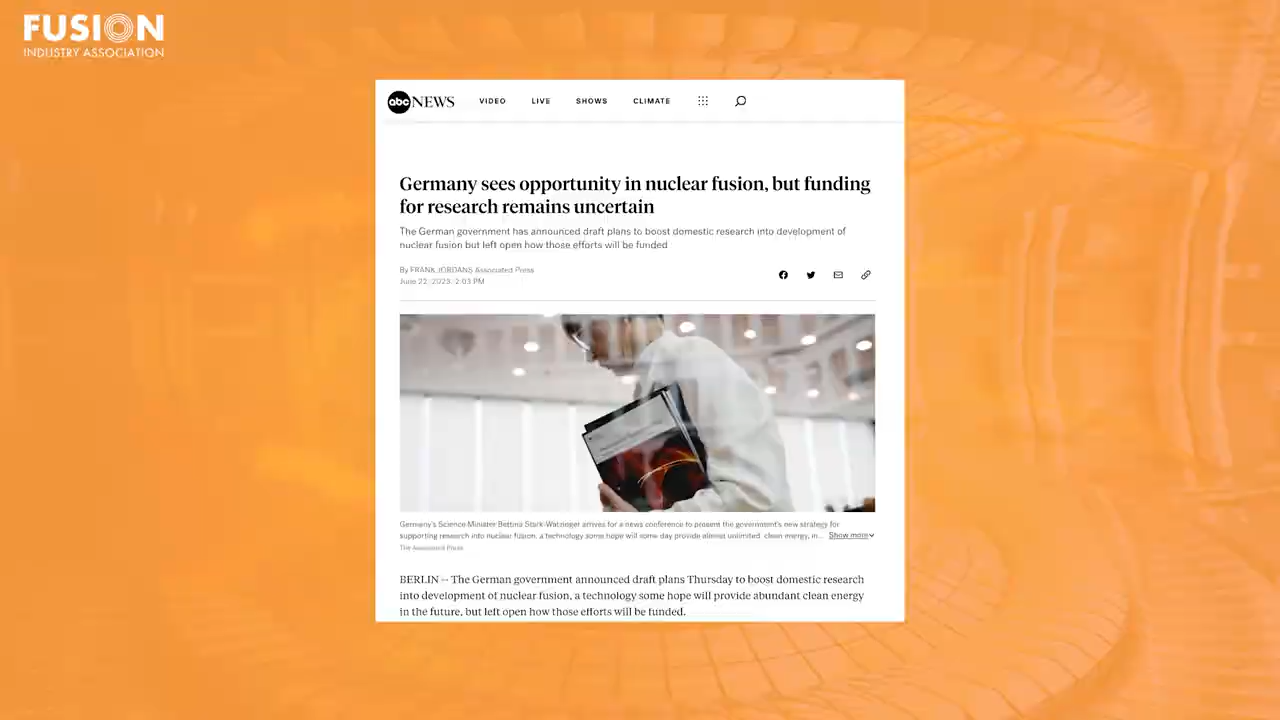 FUSION
INDUSTRY ASSOCIATION
abc NEWS VIDEO LIVE SHOWS CLIMATE
Germany sees opportunity in nuclear fusion, but funding
for research remains uncertain
The German government has announced draft plans to boost domestic research into development of
nuclear fusion but left open how those efforts will be funded
By FRANK JORDANS Associated Press
June 22, 2023, 2:03 PM
Germany's Science Minister Bettina Stark-Watzinger arrives for a news conference to present the government's new strategy for
supporting research into nuclear fusion, a technology some hope will some day provide almost unlimited clean energy, in... Show more
The Associated Press
BERLIN -- The German government announced draft plans Thursday to boost domestic research
into development of nuclear fusion, a technology some hope will provide abundant clean energy
in the future, but left open how those efforts will be funded.